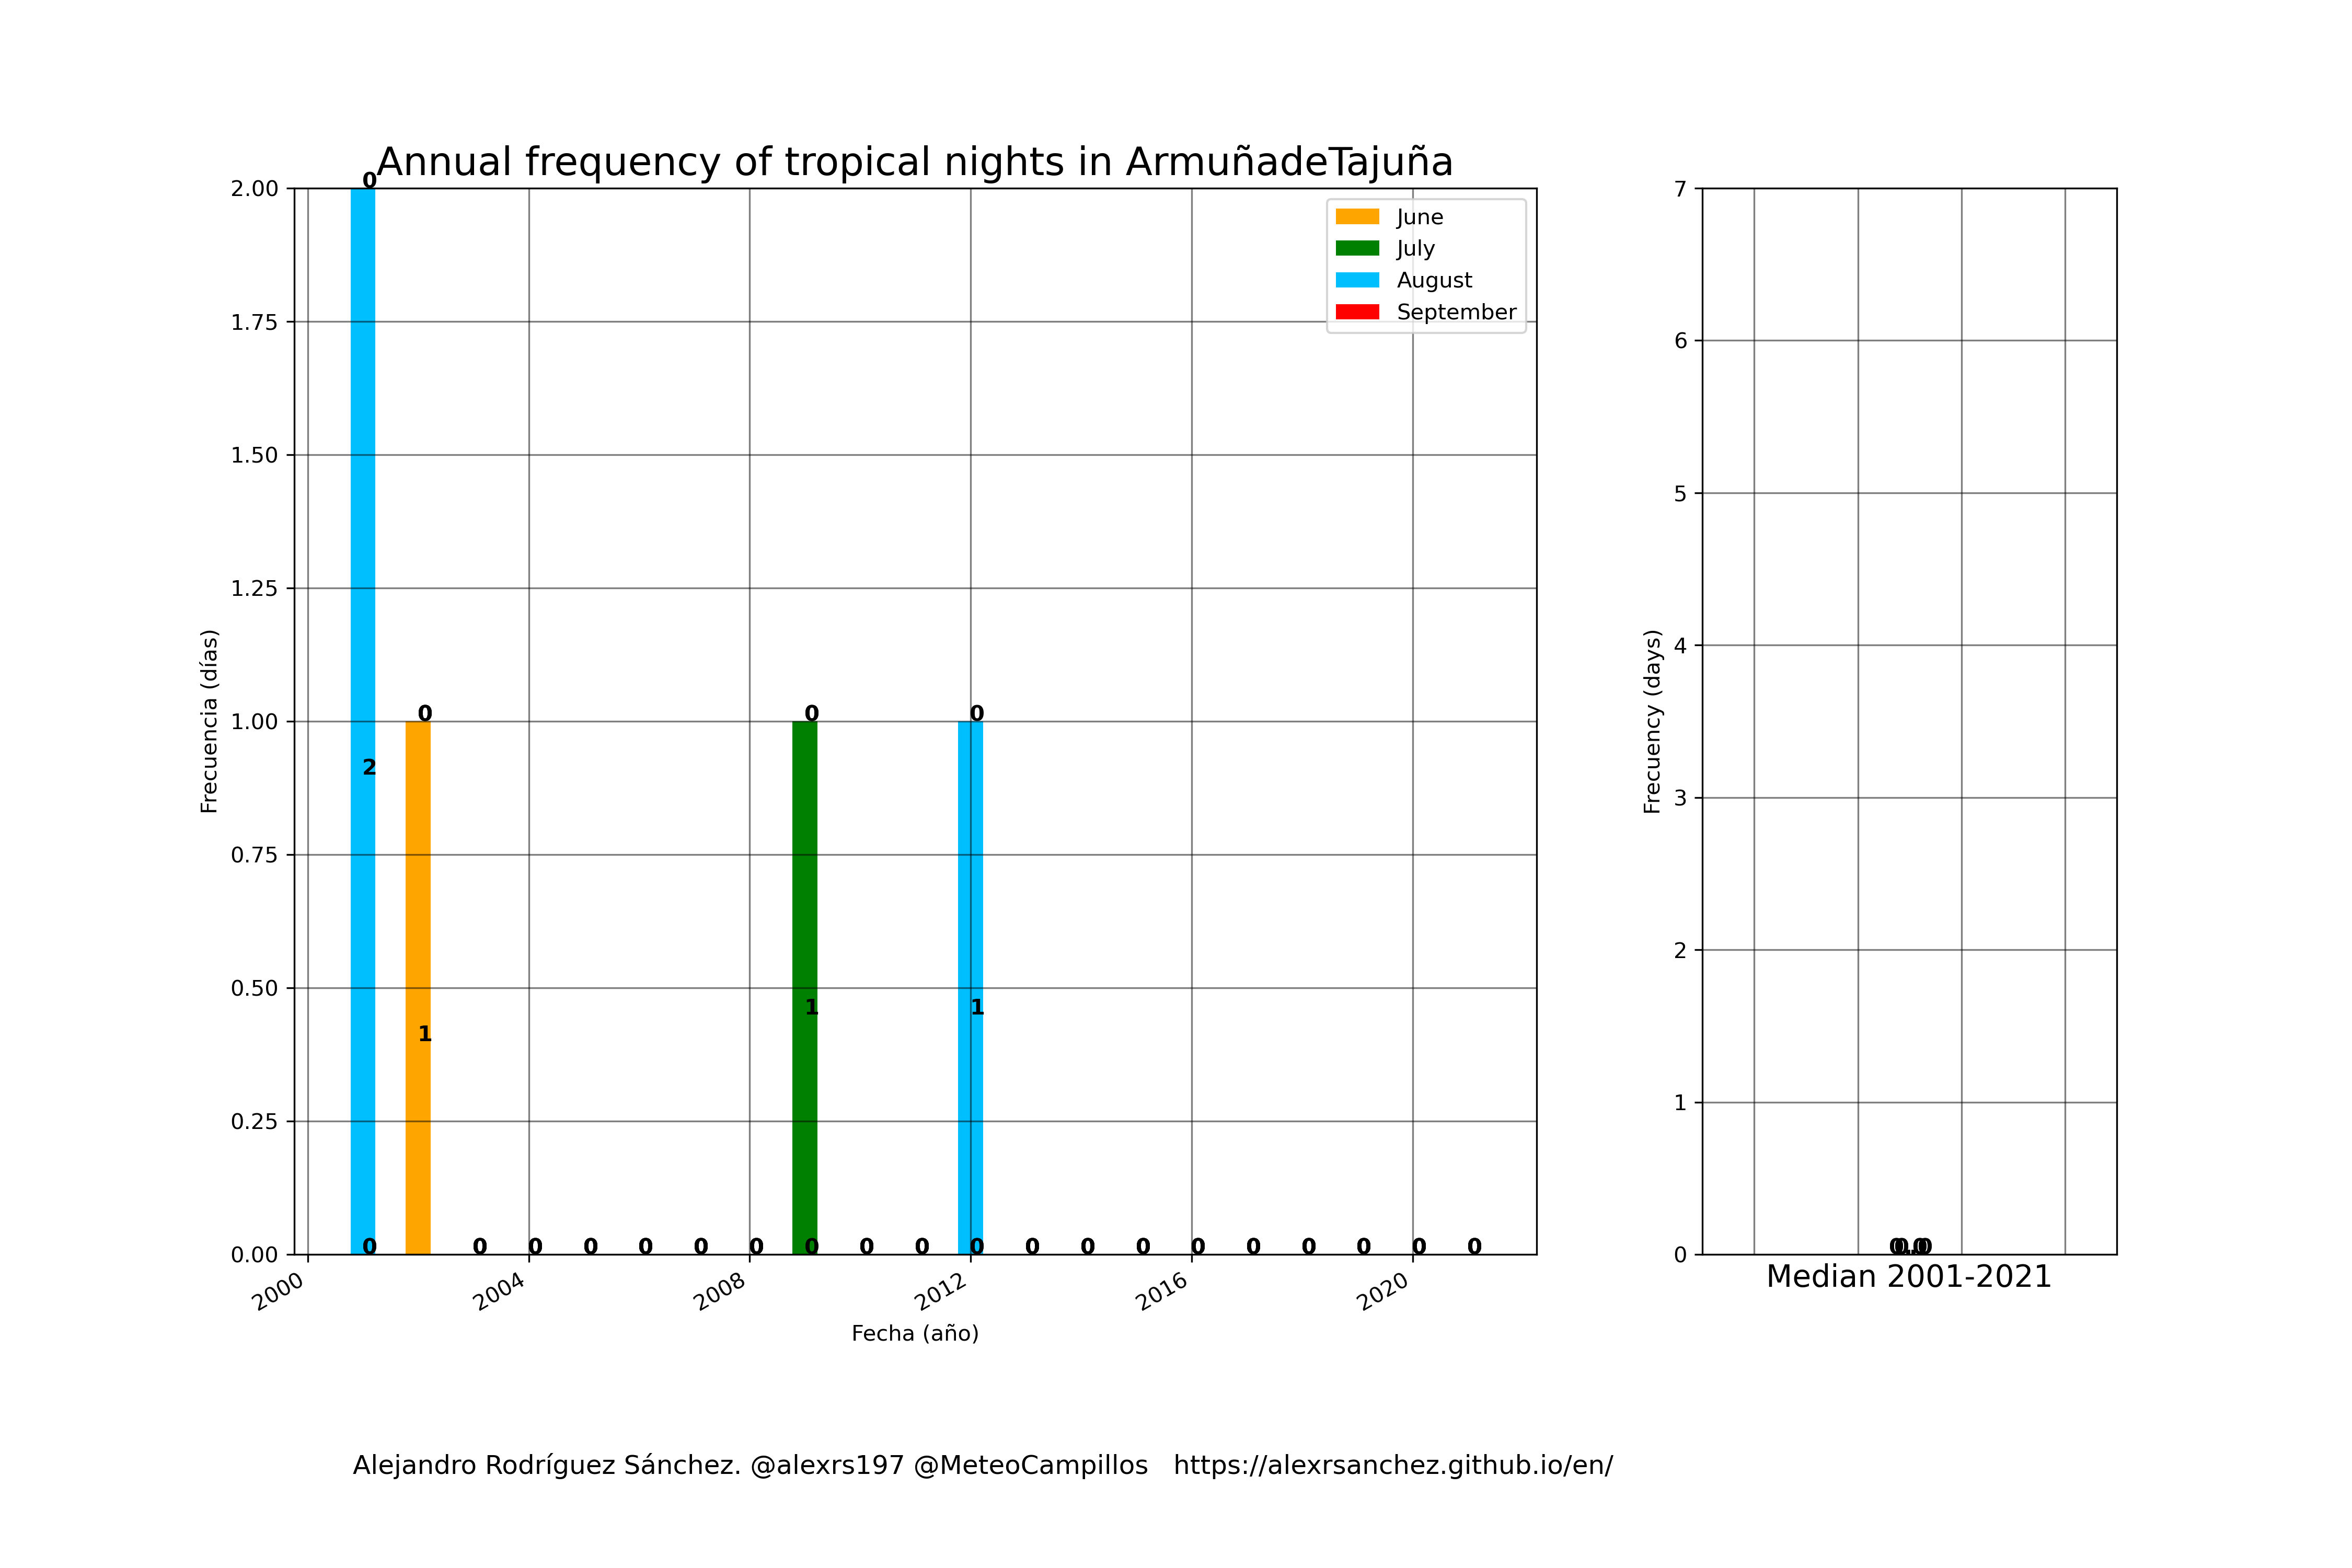 Annual frequency of tropical nights in ArmuñadeTajuña
June
July
August
September
Frecuencia (días)
2.00
1.75
1.50
1.25
1.00
0.75
0.50
0.25
0.00
0
2
0
0
1
0
1
0
0
1
0
0 0 0 0 0 0 0 0 0 0 0 0 0 0 0 0
2000 2004 2008 2012 2016 2020
Fecha (año)
Frecuency (days)
7
6
5
4
3
2
1
0
Median 2001-2021
Alejandro Rodríguez Sánchez. @alexrs197 @MeteoCampillos https://alexrsanchez.github.io/en/